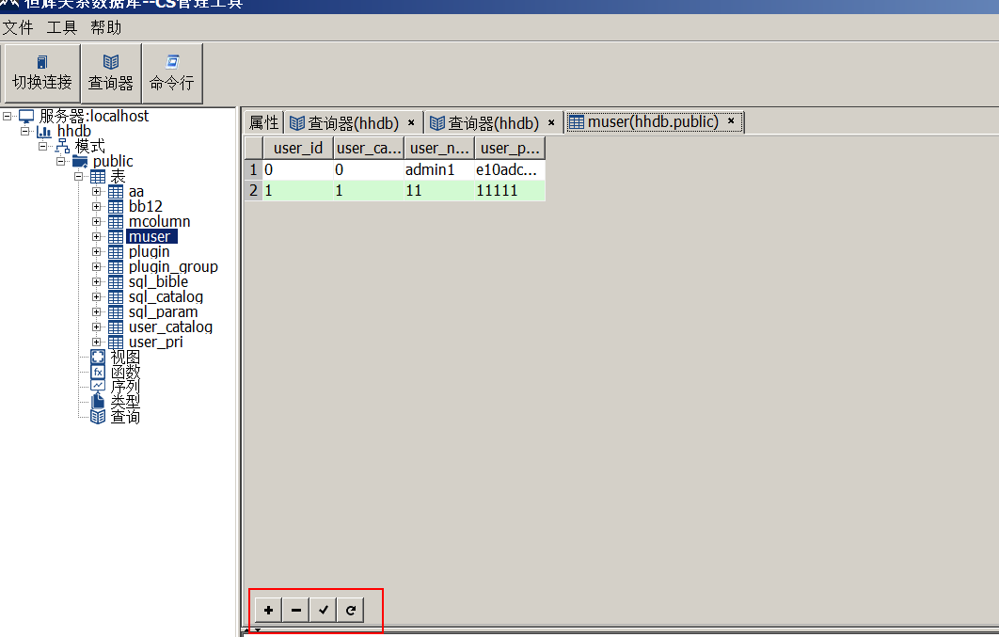 恒辉关系数据库--CS管理工具
文件 工具 帮助
切换连接 查询器 命令行
服务器:localhost
hhdb
模式
public
表
aa
bb12
mcolumn
muser
plugin
plugin_group
sql_bible
sql_catalog
sql_param
user_catalog
user_pri
视图
函数
序列
类型
查询
属性 查询器(hhdb) × 查询器(hhdb) × muser(hhdb.public) ×
user_id user_ca... user_n... user_p...
1 0 0 admin1 e10adc...
2 1 1 11 11111